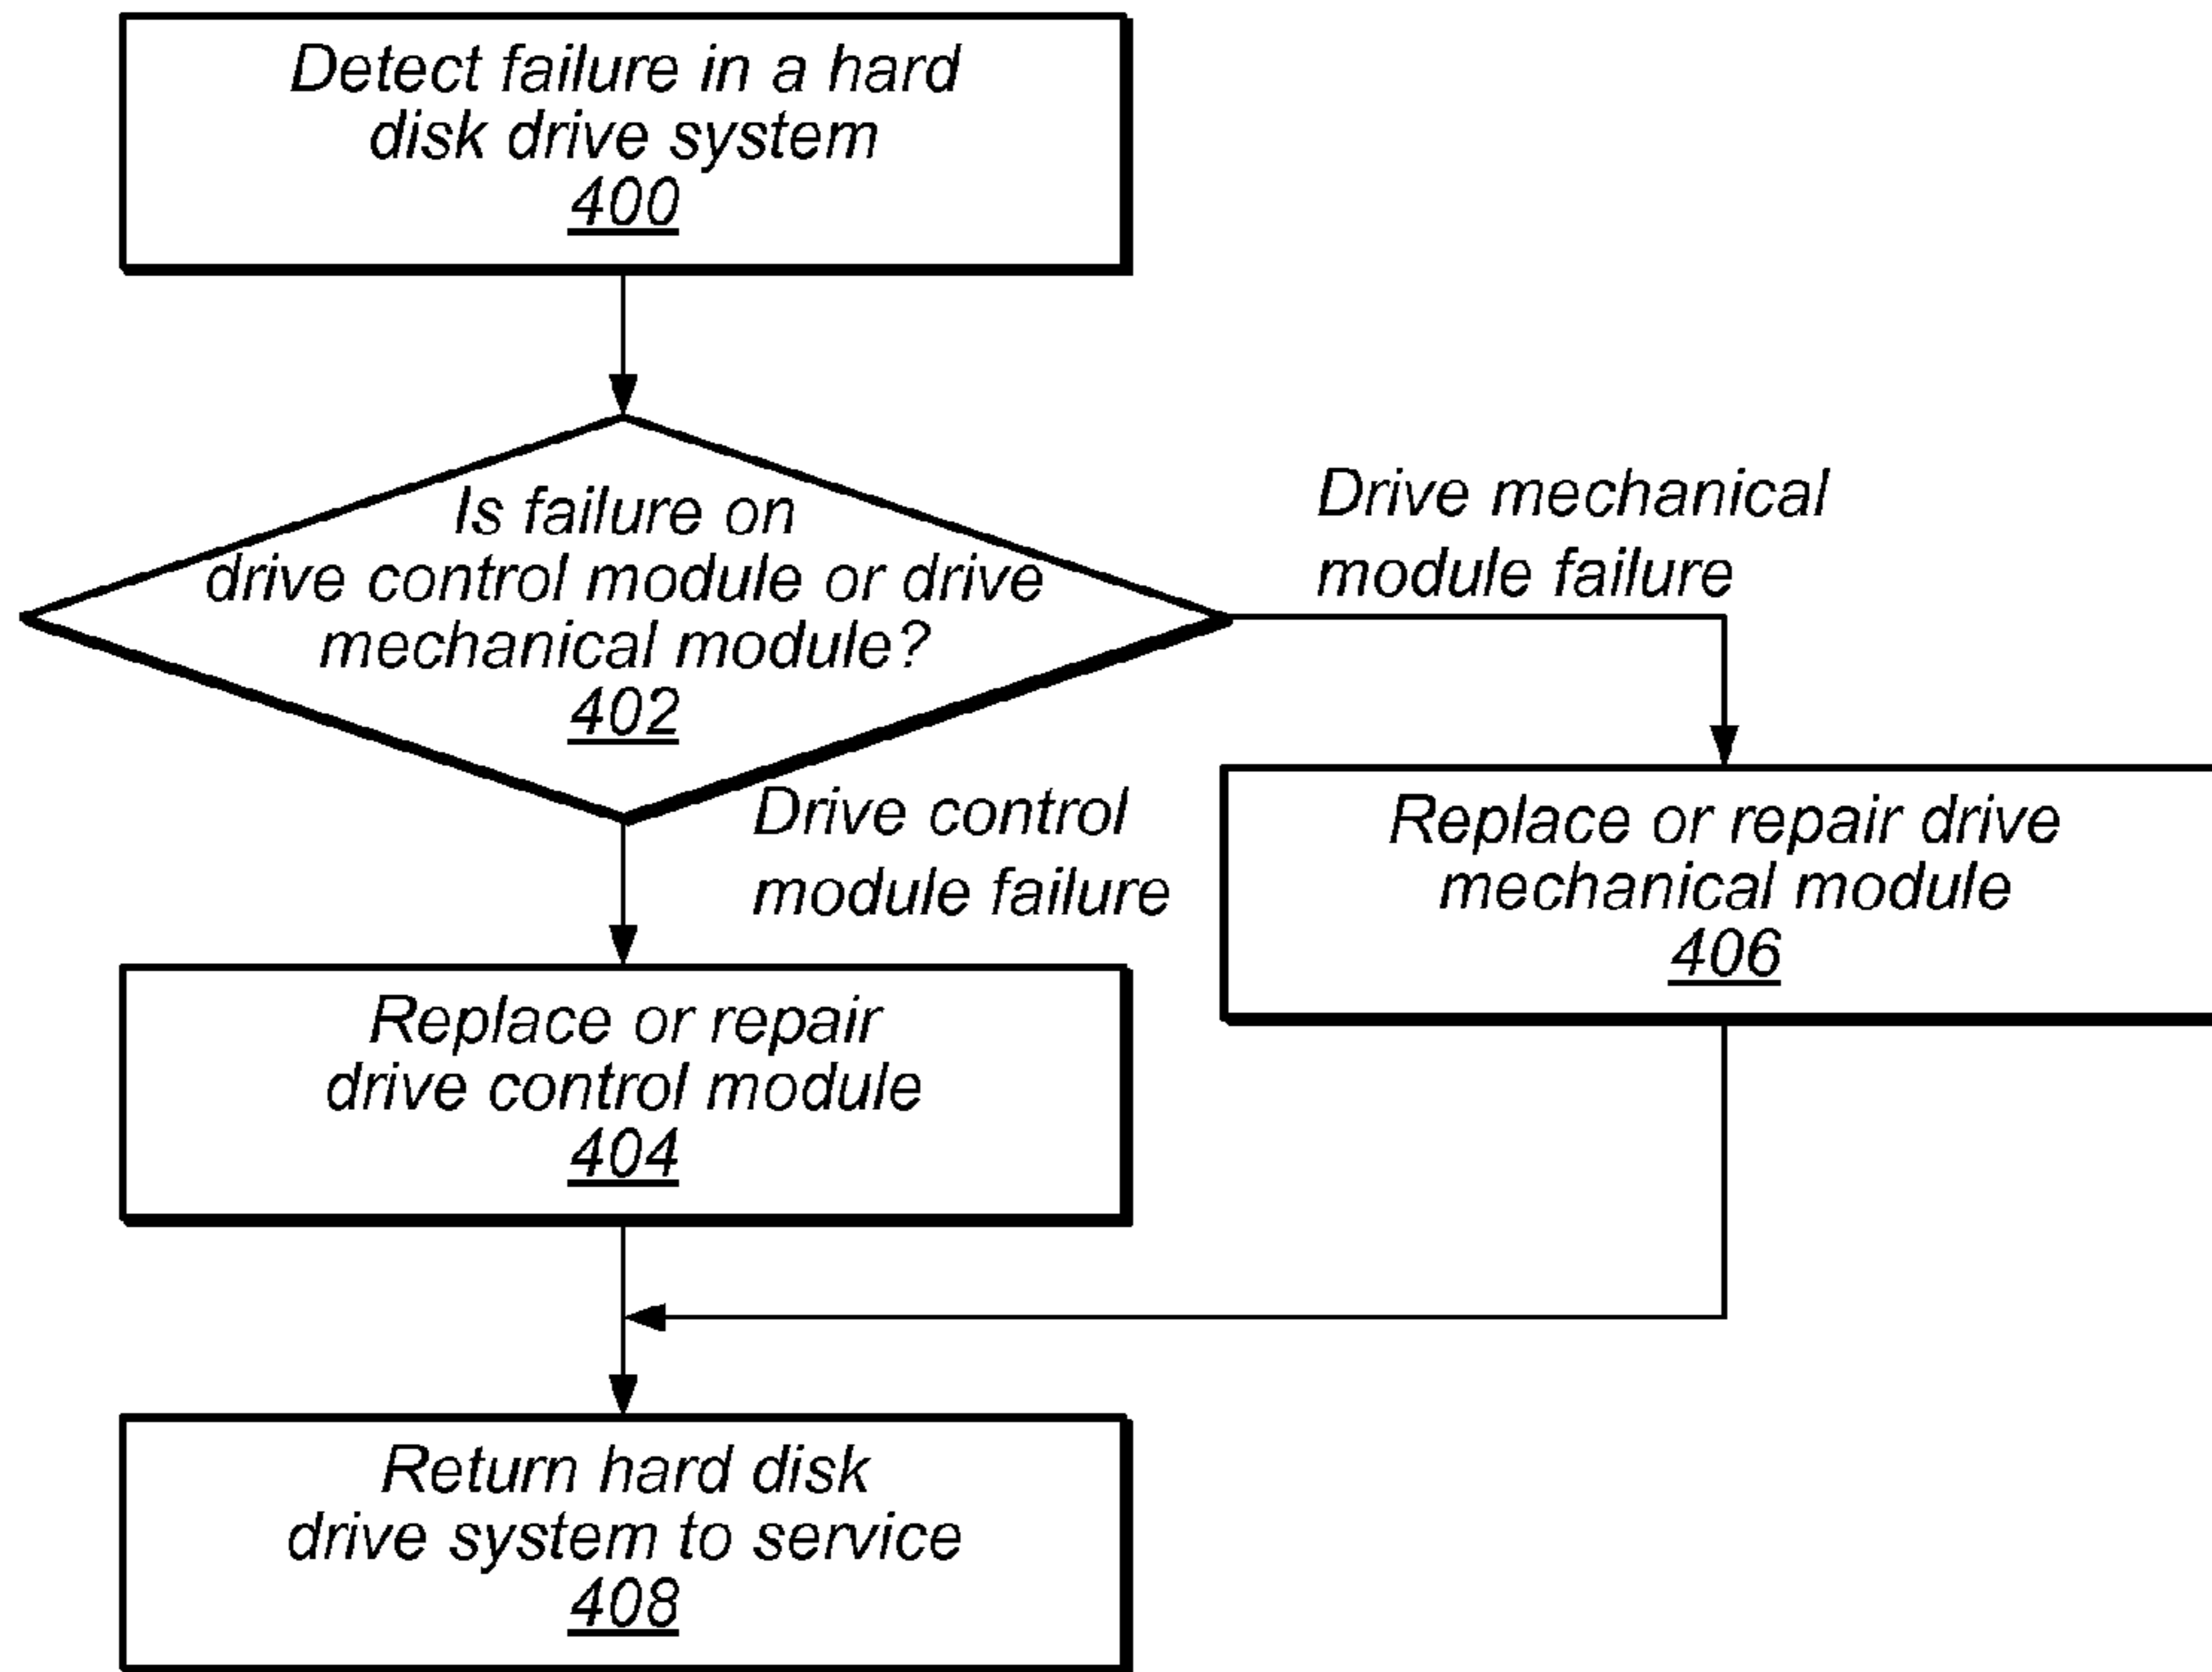 Detect failure in a hard
disk drive system
400
Is failure on
drive control module or drive
mechanical module?
402
Drive mechanical
module failure
Drive control
module failure
Replace or repair drive
mechanical module
406
Replace or repair
drive control module
404
Return hard disk
drive system to service
408